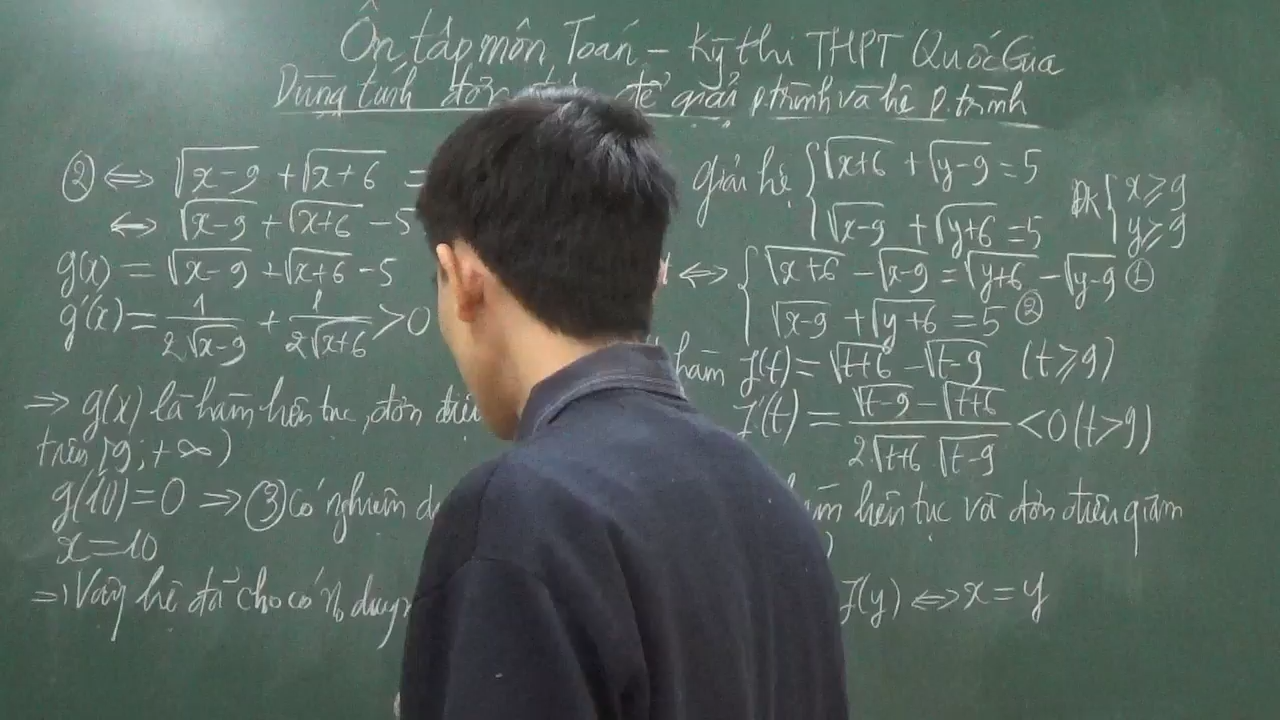 Ôn tập môn Toán – Kỳ thi THPT Quốc Gia
Dùng tính đơn để giải p.trình và hệ p.trình
② ⇔ √x-9 + √x+6 =
⇔ √x-9 + √x+6 - 5
g(x) = √x-9 + √x+6 - 5
g'(x) = 1/2√x-9 + 1/2√x+6 > 0
⇒ g(x) là hàm liên tục, đơn điệu
trên [9; +∞)
g(10) = 0 ⇒ ③ có nghiệm
x = 10
⇒ Vậy hệ đã cho có n₀ duy
Giải hệ { √x+6 + √y-9 = 5
√x-9 + √y+6 = 5
ĐK { x ≥ 9
y ≥ 9
⇔ { √x+6 - √x-9 = √y+6 - √y-9 ①
√x-9 + √y+6 = 5 ②
hàm f(t) = √t+6 - √t-9 (t ≥ 9)
f'(t) = √t-9 - √t+6 / 2√t+6 √t-9 < 0 (t > 9)
liên tục và đơn điệu giảm
f(y) ⇔ x = y